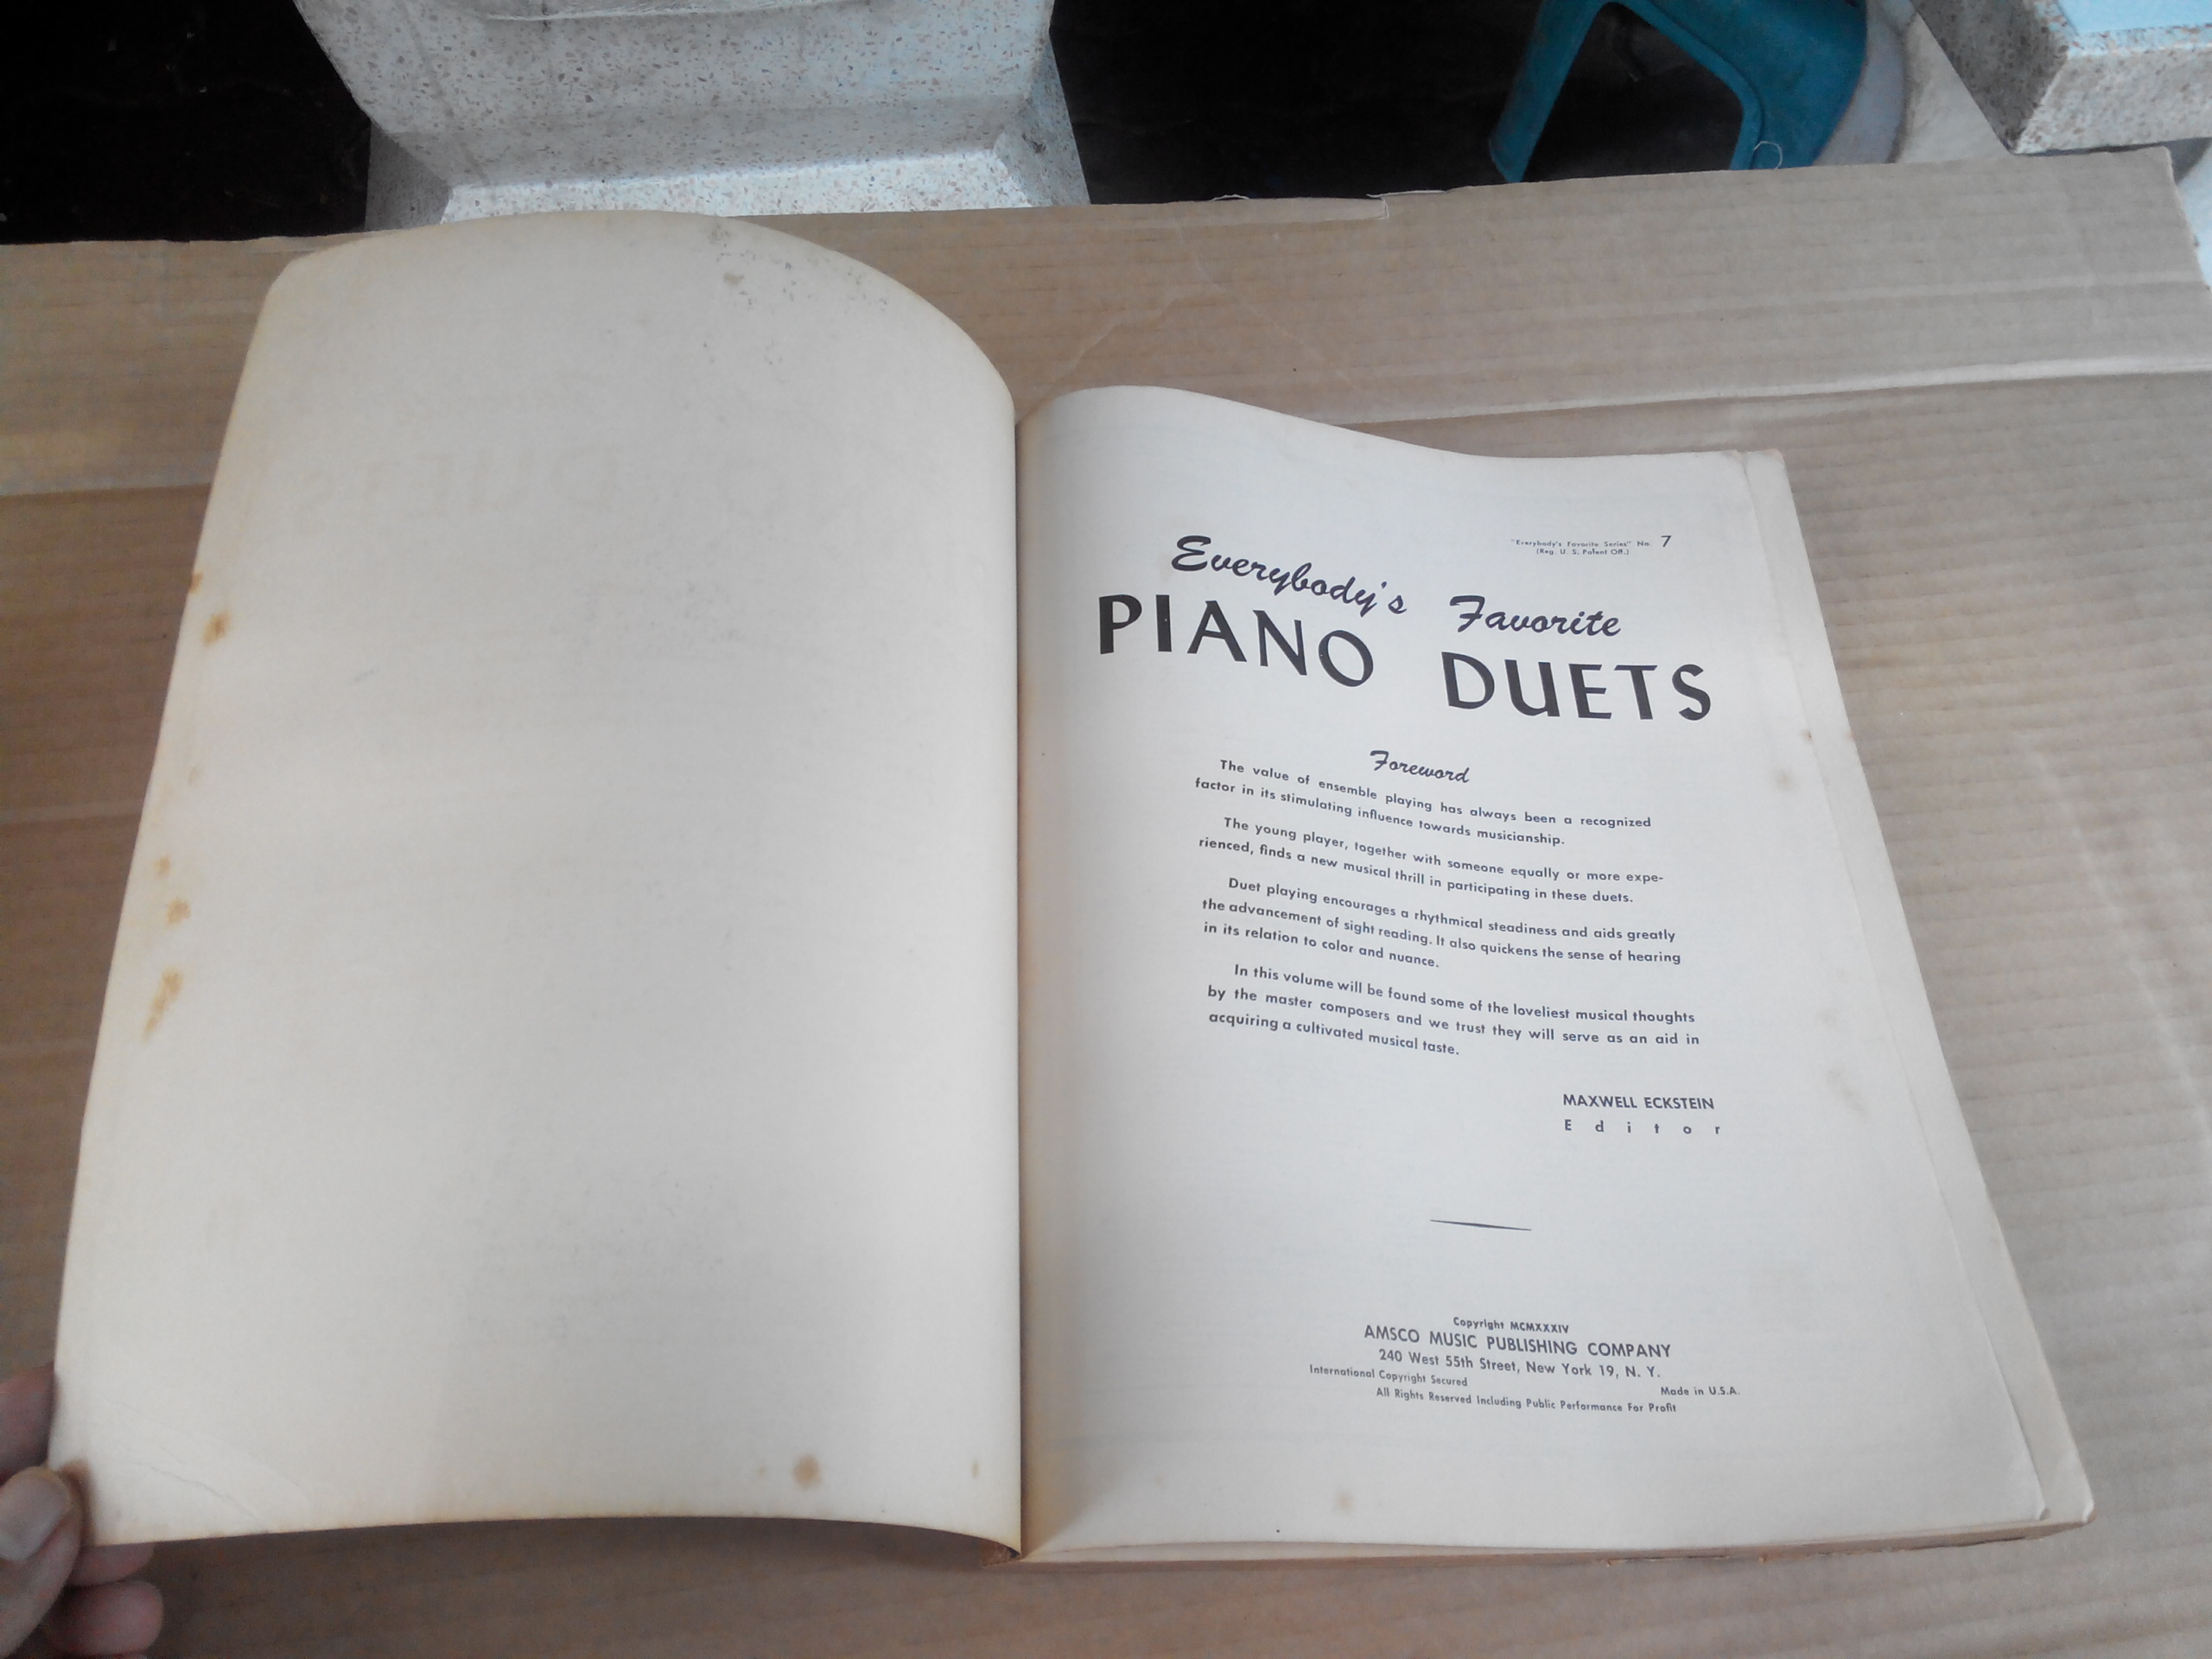 "Everybody's Favorite Series" No. 7
(Reg. U. S. Patent Off.)
Everybody's Favorite
PIANO DUETS
Foreword
The value of ensemble playing has always been a recognized
factor in its stimulating influence towards musicianship.
The young player, together with someone equally or more expe-
rienced, finds a new musical thrill in participating in these duets.
Duet playing encourages a rhythmical steadiness and aids greatly
the advancement of sight reading. It also quickens the sense of hearing
in its relation to color and nuance.
In this volume will be found some of the loveliest musical thoughts
by the master composers and we trust they will serve as an aid in
acquiring a cultivated musical taste.
MAXWELL ECKSTEIN
Editor
Copyright MCMXXXIV
AMSCO MUSIC PUBLISHING COMPANY
240 West 55th Street, New York 19, N. Y.
International Copyright Secured Made in U.S.A.
All Rights Reserved Including Public Performance For Profit